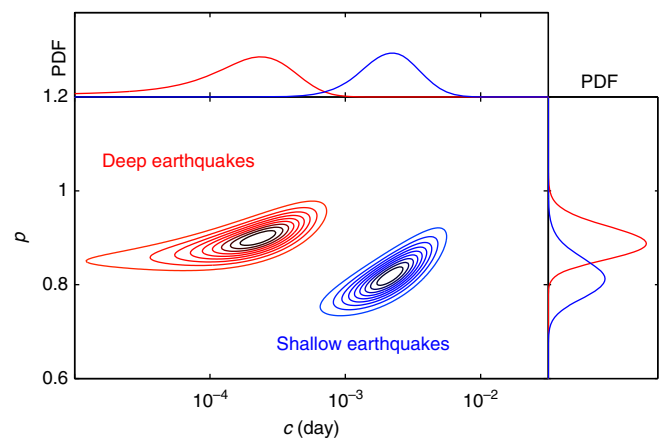 PDF
PDF
1.2
Deep earthquakes
1
p
0.8
Shallow earthquakes
0.6
10⁻⁴
10⁻³
10⁻²
c (day)